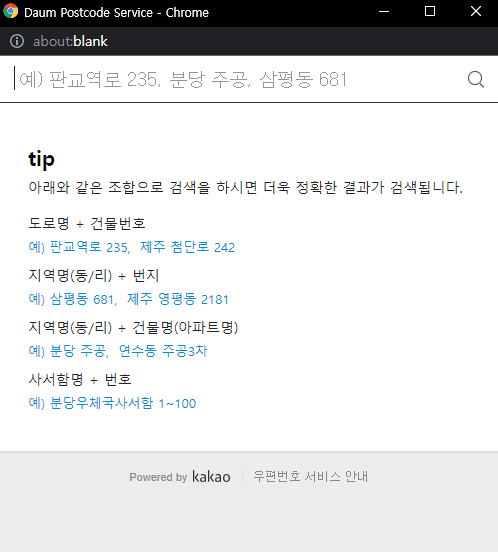 Daum Postcode Service - Chrome
about:blank
예) 판교역로 235, 분당 주공, 삼평동 681
tip
아래와 같은 조합으로 검색을 하시면 더욱 정확한 결과가 검색됩니다.
도로명 + 건물번호
예) 판교역로 235, 제주 첨단로 242
지역명(동/리) + 번지
예) 삼평동 681, 제주 영평동 2181
지역명(동/리) + 건물명(아파트명)
예) 분당 주공, 연수동 주공3차
사서함명 + 번호
예) 분당우체국사서함 1~100
Powered by kakao 우편번호 서비스 안내